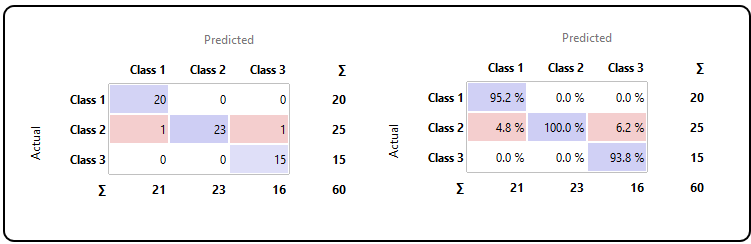 Predicted
Class 1 Class 2 Class 3 Σ
Class 1 20 0 0 20
Class 2 1 23 1 25
Class 3 0 0 15 15
Σ 21 23 16 60
Actual
Predicted
Class 1 Class 2 Class 3 Σ
Class 1 95.2 % 0.0 % 0.0 % 20
Class 2 4.8 % 100.0 % 6.2 % 25
Class 3 0.0 % 0.0 % 93.8 % 15
Σ 21 23 16 60
Actual